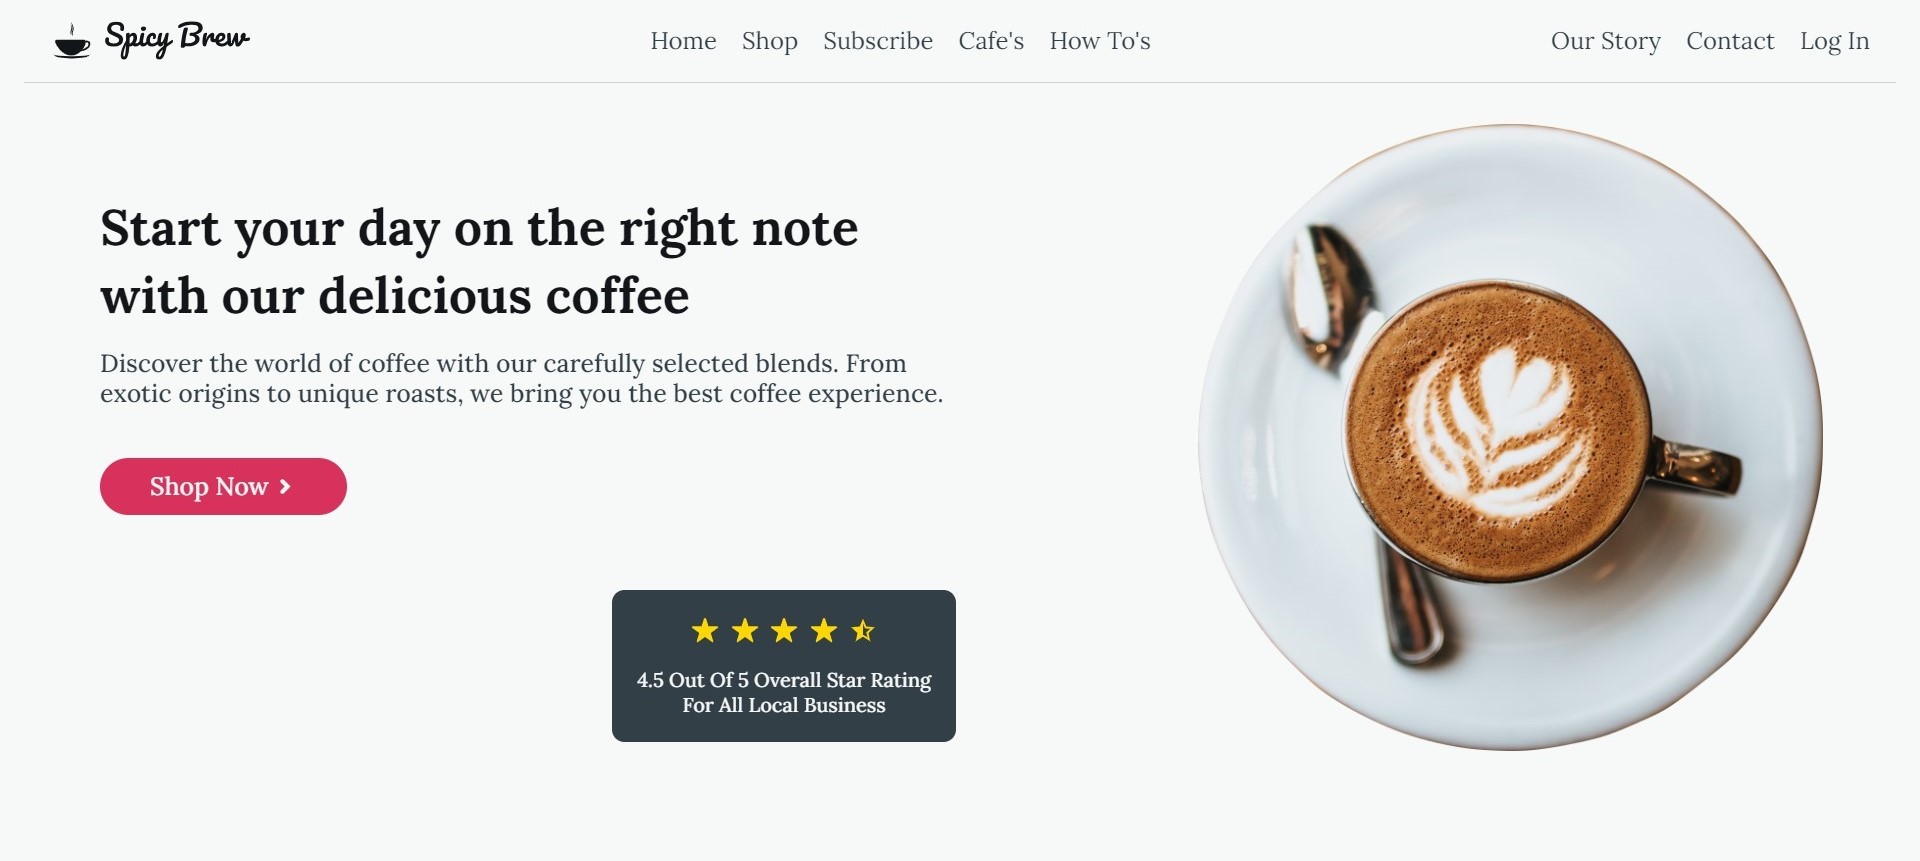 Spicy Brew
Home Shop Subscribe Cafe's How To's
Our Story Contact Log In
Start your day on the right note
with our delicious coffee
Discover the world of coffee with our carefully selected blends. From
exotic origins to unique roasts, we bring you the best coffee experience.
Shop Now
4.5 Out Of 5 Overall Star Rating
For All Local Business